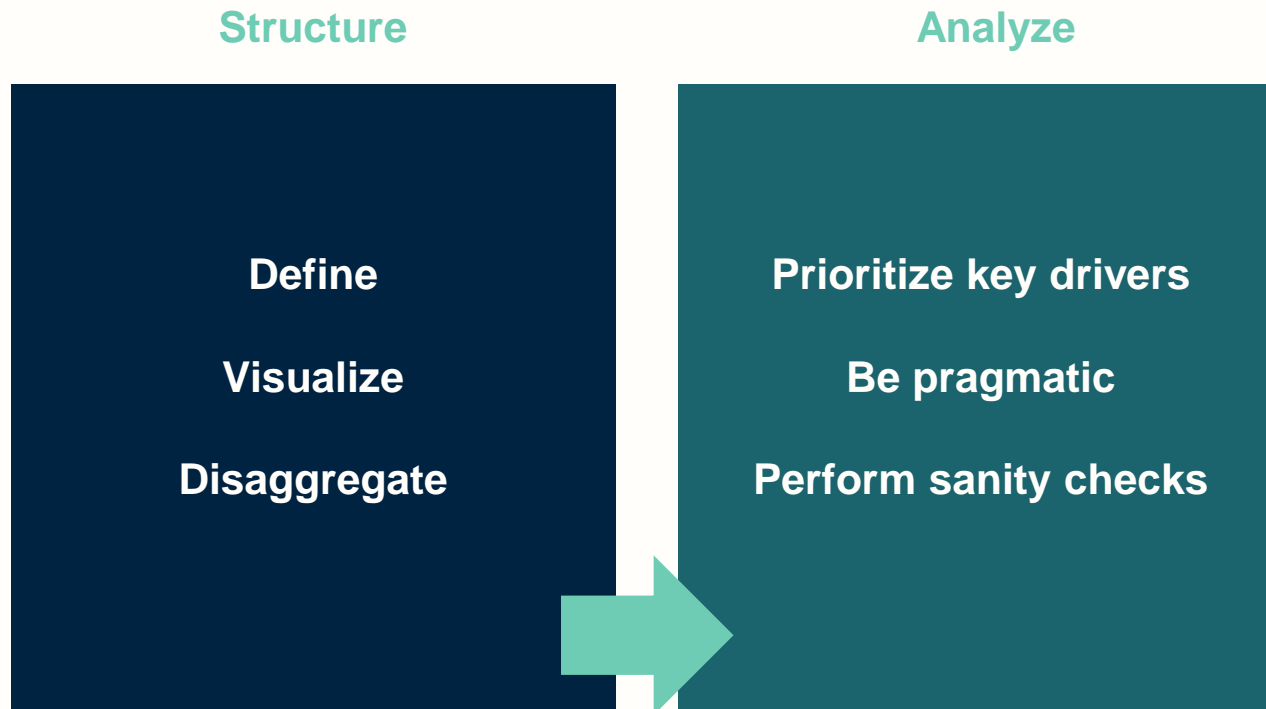 Structure
Define
Visualize
Disaggregate
Analyze
Prioritize key drivers
Be pragmatic
Perform sanity checks